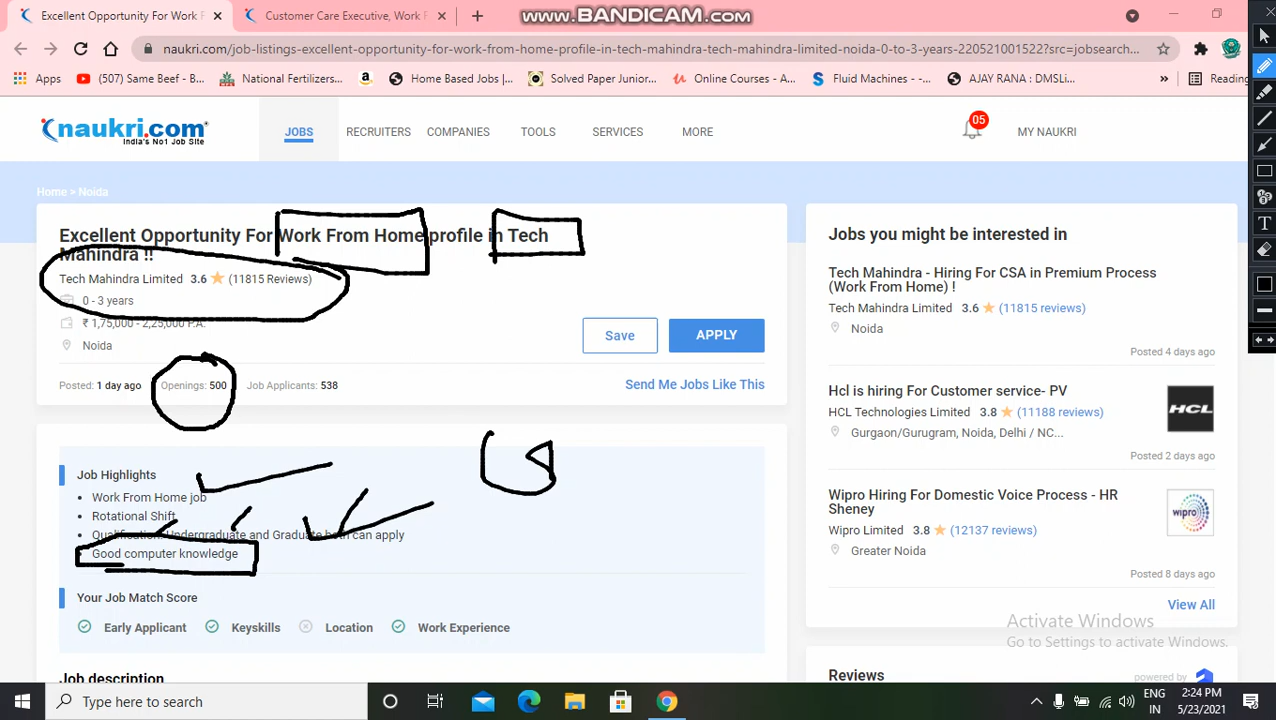 Excellent Opportunity For Work F
Customer Care Executive, Work F
www.BANDICAM.com
naukri.com/job-listings-excellent-opportunity-for-work-from-home-profile-in-tech-mahindra-tech-mahindra-limited-noida-0-to-3-years-220521001522?src=jobsearch...
Apps
(507) Same Beef - B...
National Fertilizers...
Home Based Jobs |...
Solved Paper Junior...
Online Courses - A...
Fluid Machines - -...
AJAY RANA : DMSLi...
»
Reading
naukri.com
India's No1 Job Site
JOBS
RECRUITERS
COMPANIES
TOOLS
SERVICES
MORE
05
MY NAUKRI
Home > Noida
Excellent Opportunity For Work From Home profile in Tech
Mahindra !!
Tech Mahindra Limited 3.6 (11815 Reviews)
0 - 3 years
₹ 1,75,000 - 2,25,000 P.A.
Noida
Save
APPLY
Posted: 1 day ago
Openings: 500
Job Applicants: 538
Send Me Jobs Like This
Job Highlights
Work From Home job
Rotational Shift
Qualification: Undergraduate and Graduate both can apply
Good computer knowledge
Your Job Match Score
Early Applicant
Keyskills
Location
Work Experience
Job description
Jobs you might be interested in
Tech Mahindra - Hiring For CSA in Premium Process
(Work From Home) !
Tech Mahindra Limited 3.6 (11815 reviews)
Noida
Posted 4 days ago
Hcl is hiring For Customer service- PV
HCL Technologies Limited 3.8 (11188 reviews)
Gurgaon/Gurugram, Noida, Delhi / NC...
HCL
Posted 2 days ago
Wipro Hiring For Domestic Voice Process - HR
Sheney
Wipro Limited 3.8 (12137 reviews)
Greater Noida
wipro
Posted 8 days ago
View All
Activate Windows
Go to Settings to activate Windows.
Reviews
powered by
Type here to search
ENG
IN
2:24 PM
5/23/2021